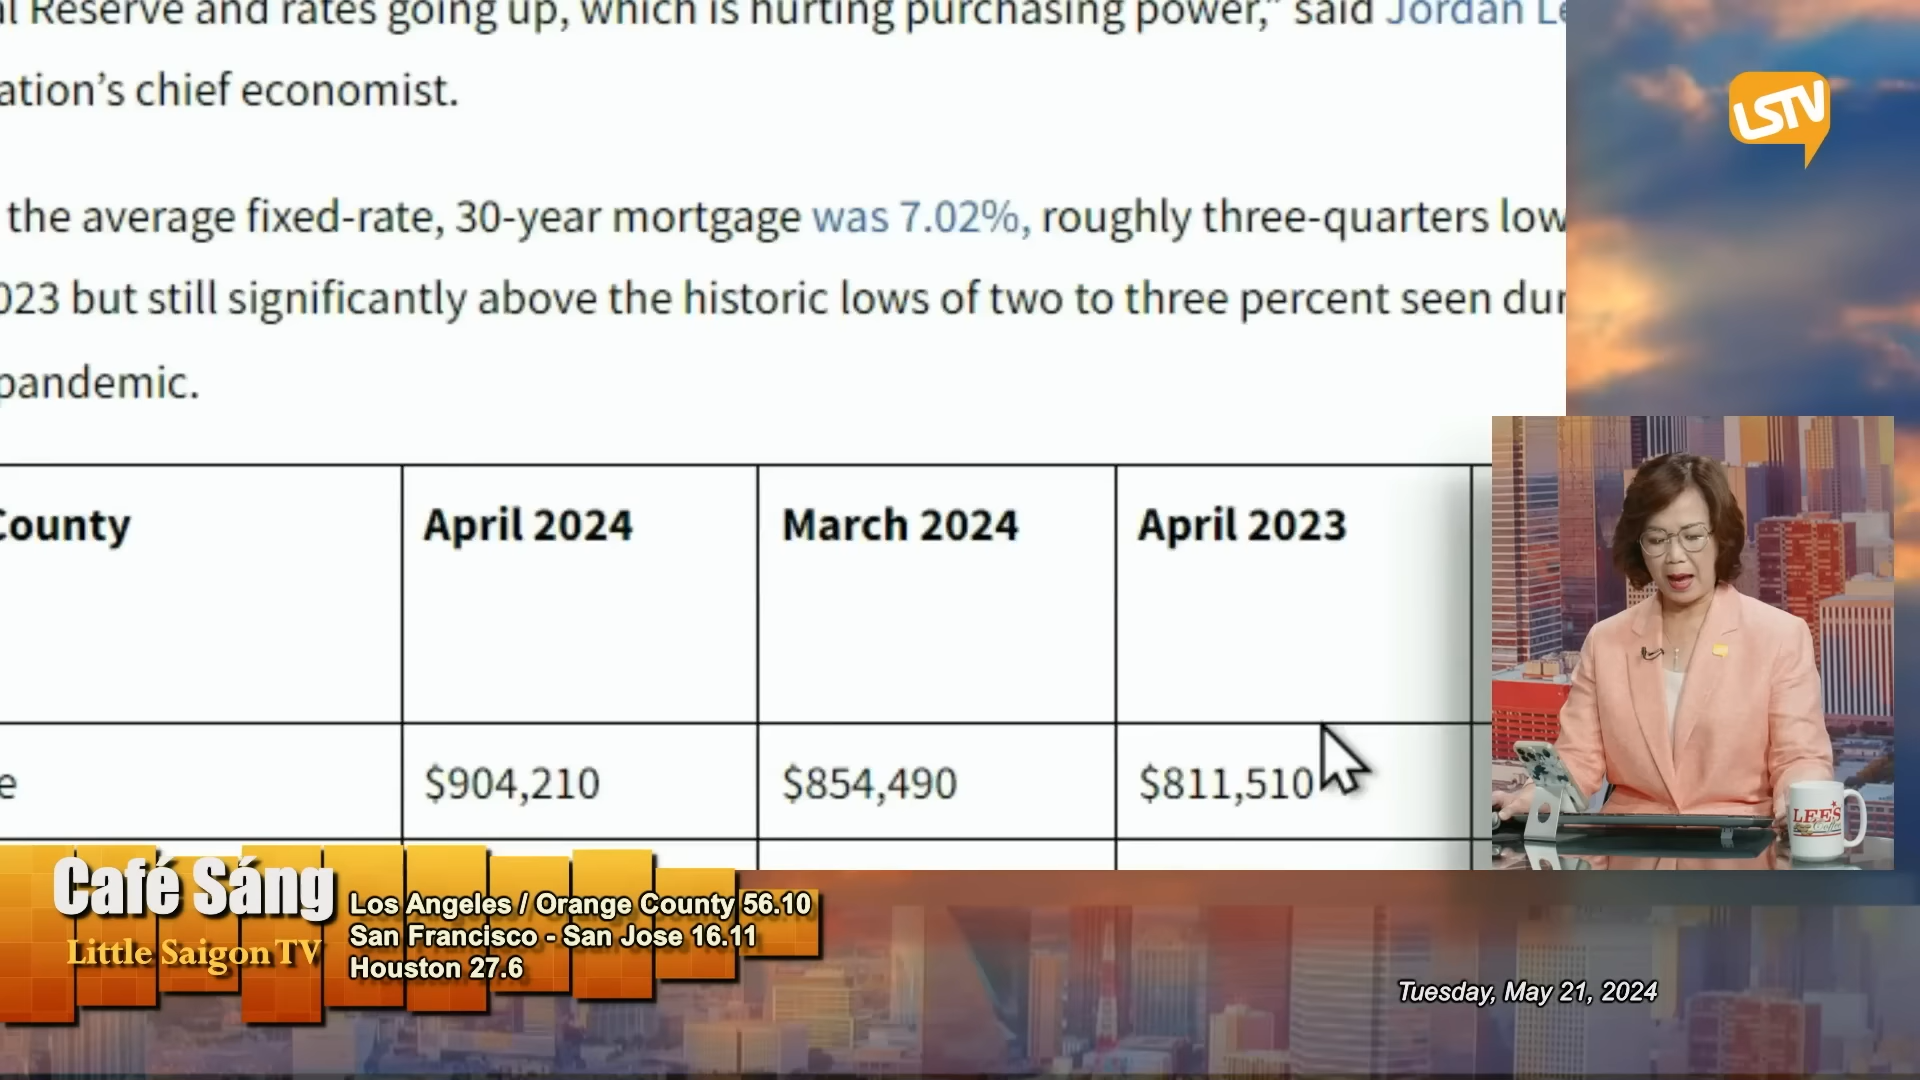 Reserve and rates going up, which is hurting purchasing power,” said Jordan
chief economist.
LSTV
the average fixed-rate, 30-year mortgage was 7.02%, roughly three-quarters
but still significantly above the historic lows of two to three percent seen
pandemic.
County April 2024 March 2024 April 2023
$904,210 $854,490 $811,510
LEE'S
Café Sáng
Little Saigon TV
Los Angeles / Orange County 56.10
San Francisco - San Jose 16.11
Houston 27.6
Tuesday, May 21, 2024